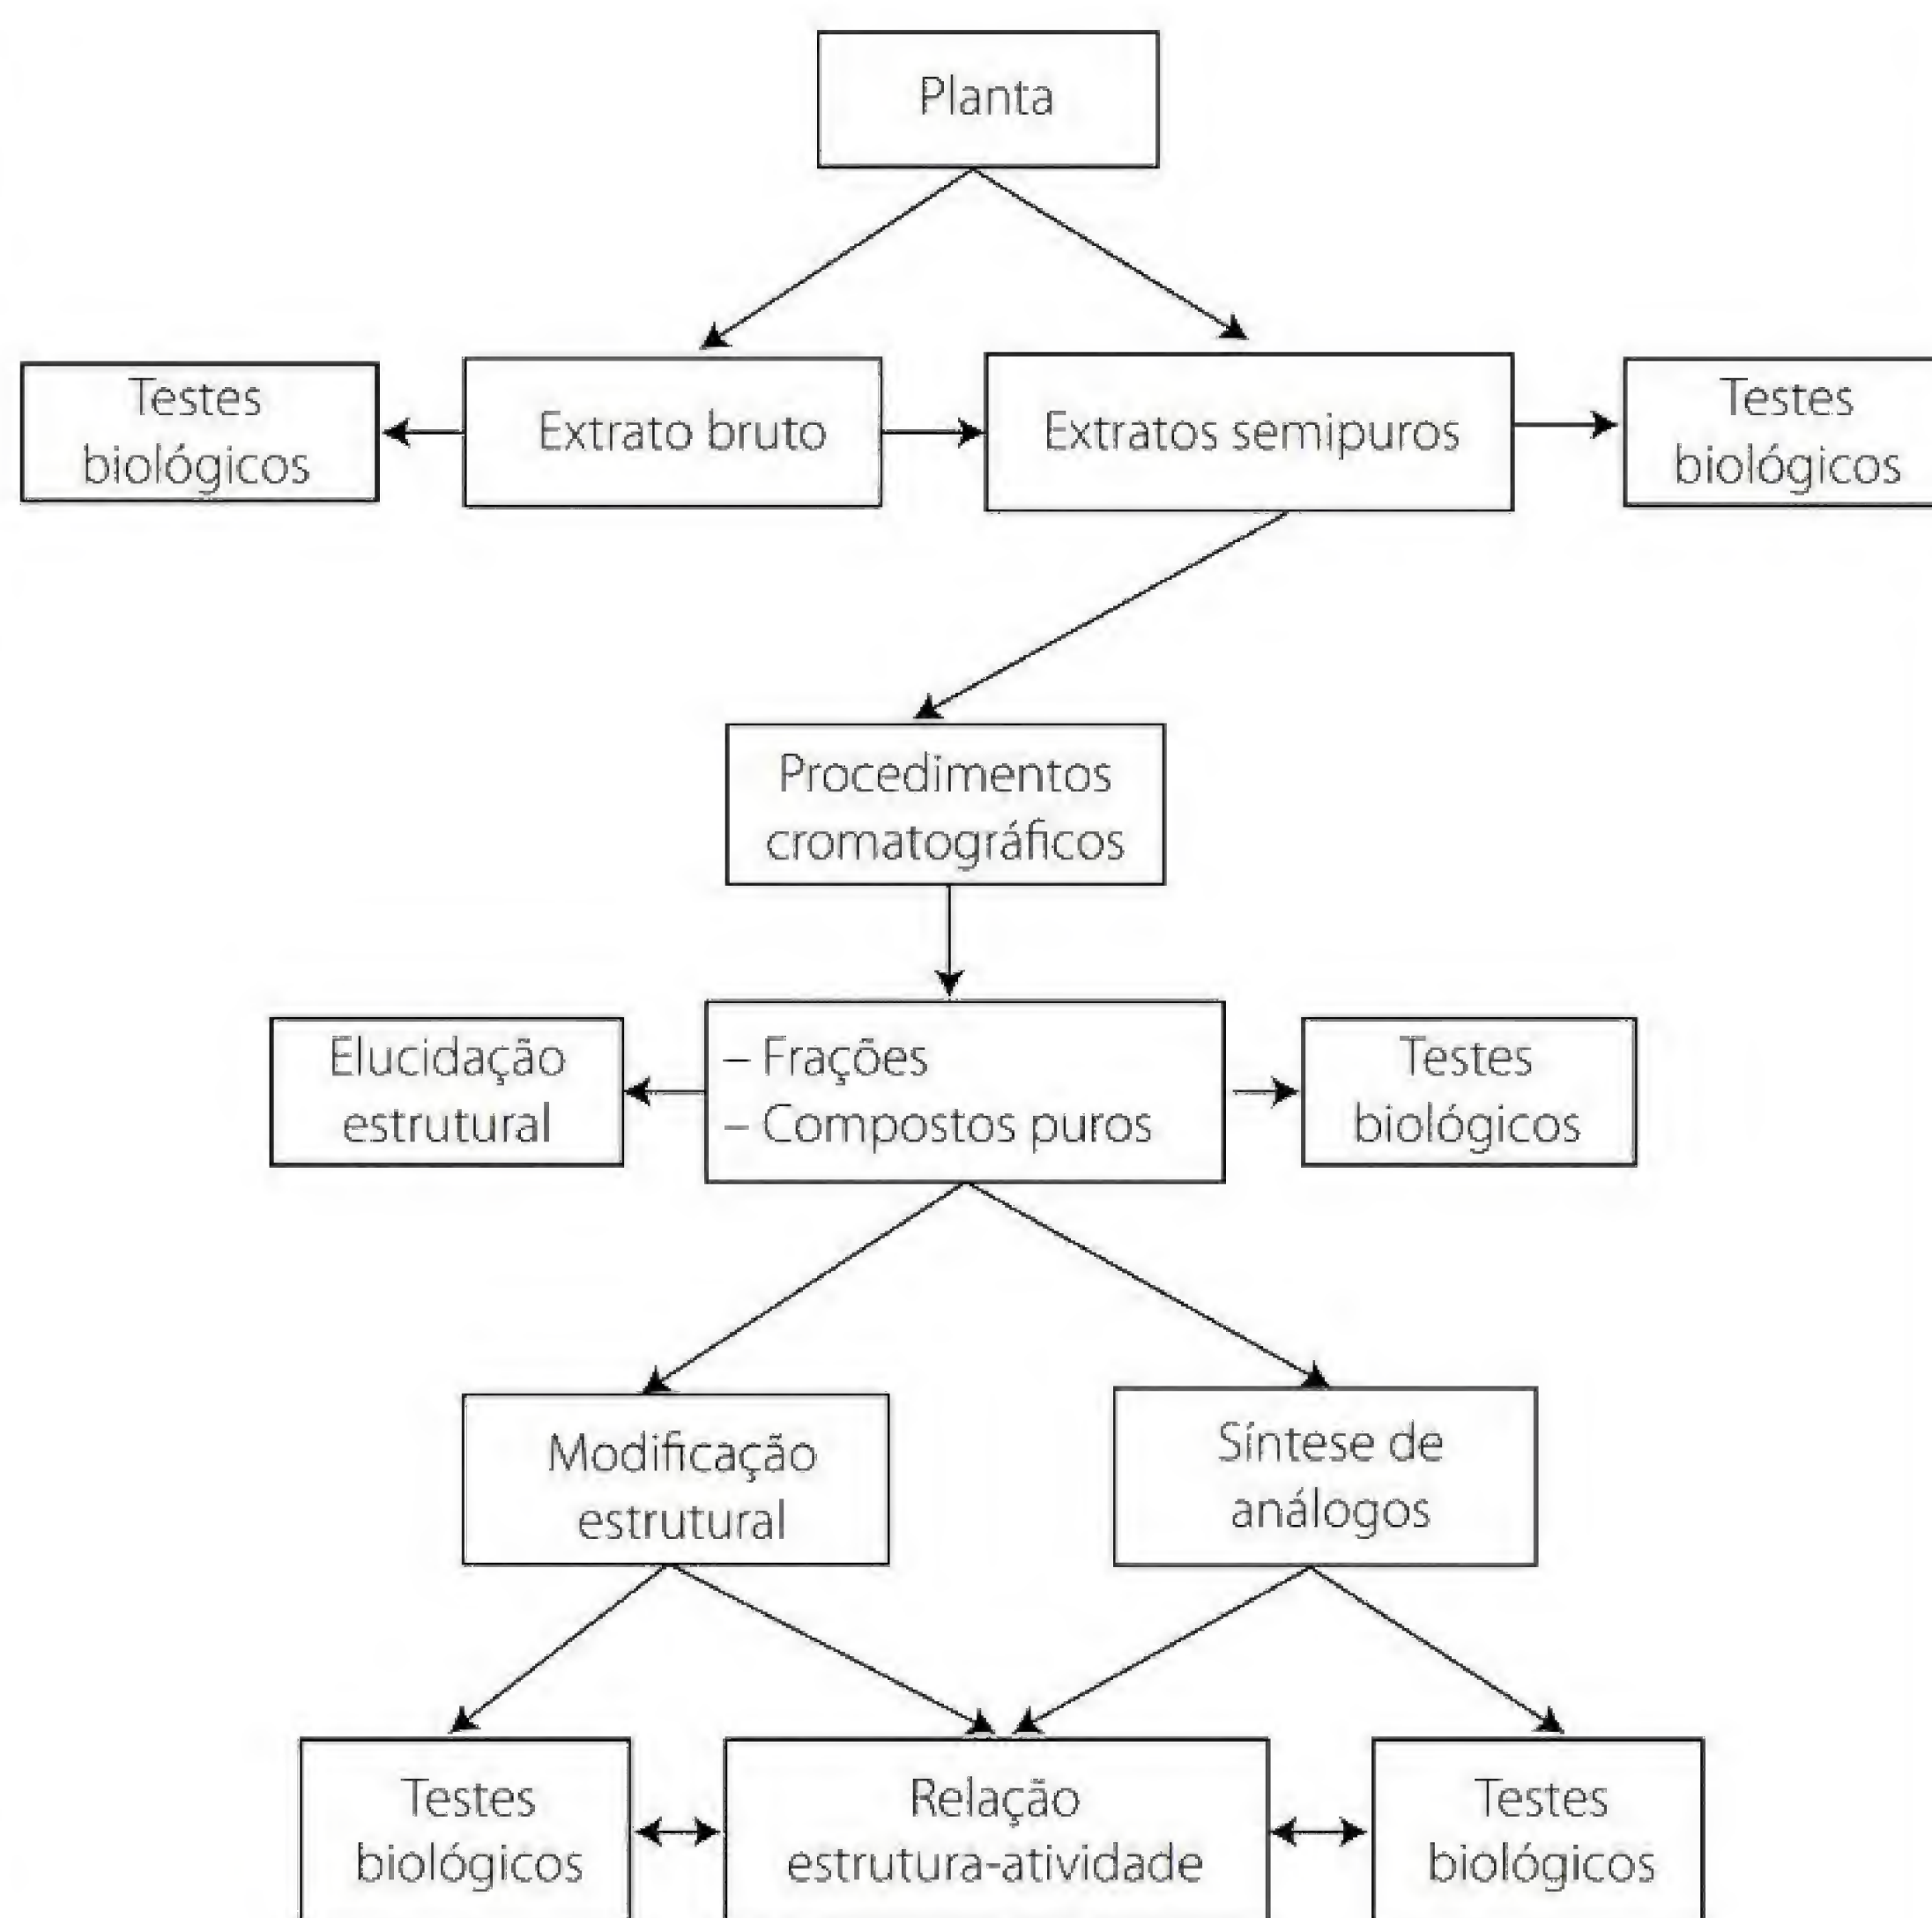 Planta
Testes
biológicos
Extrato bruto
Extratos semipuros
Testes
biológicos
Procedimentos
cromatográficos
Elucidação
estrutural
– Frações
– Compostos puros
Testes
biológicos
Modificação
estrutural
Síntese de
análogos
Testes
biológicos
Relação
estrutura-atividade
Testes
biológicos